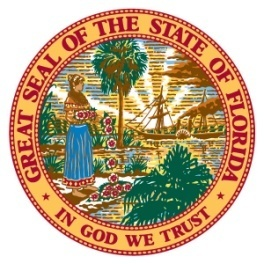 GREAT SEAL OF THE STATE OF FLORIDA
IN GOD WE TRUST